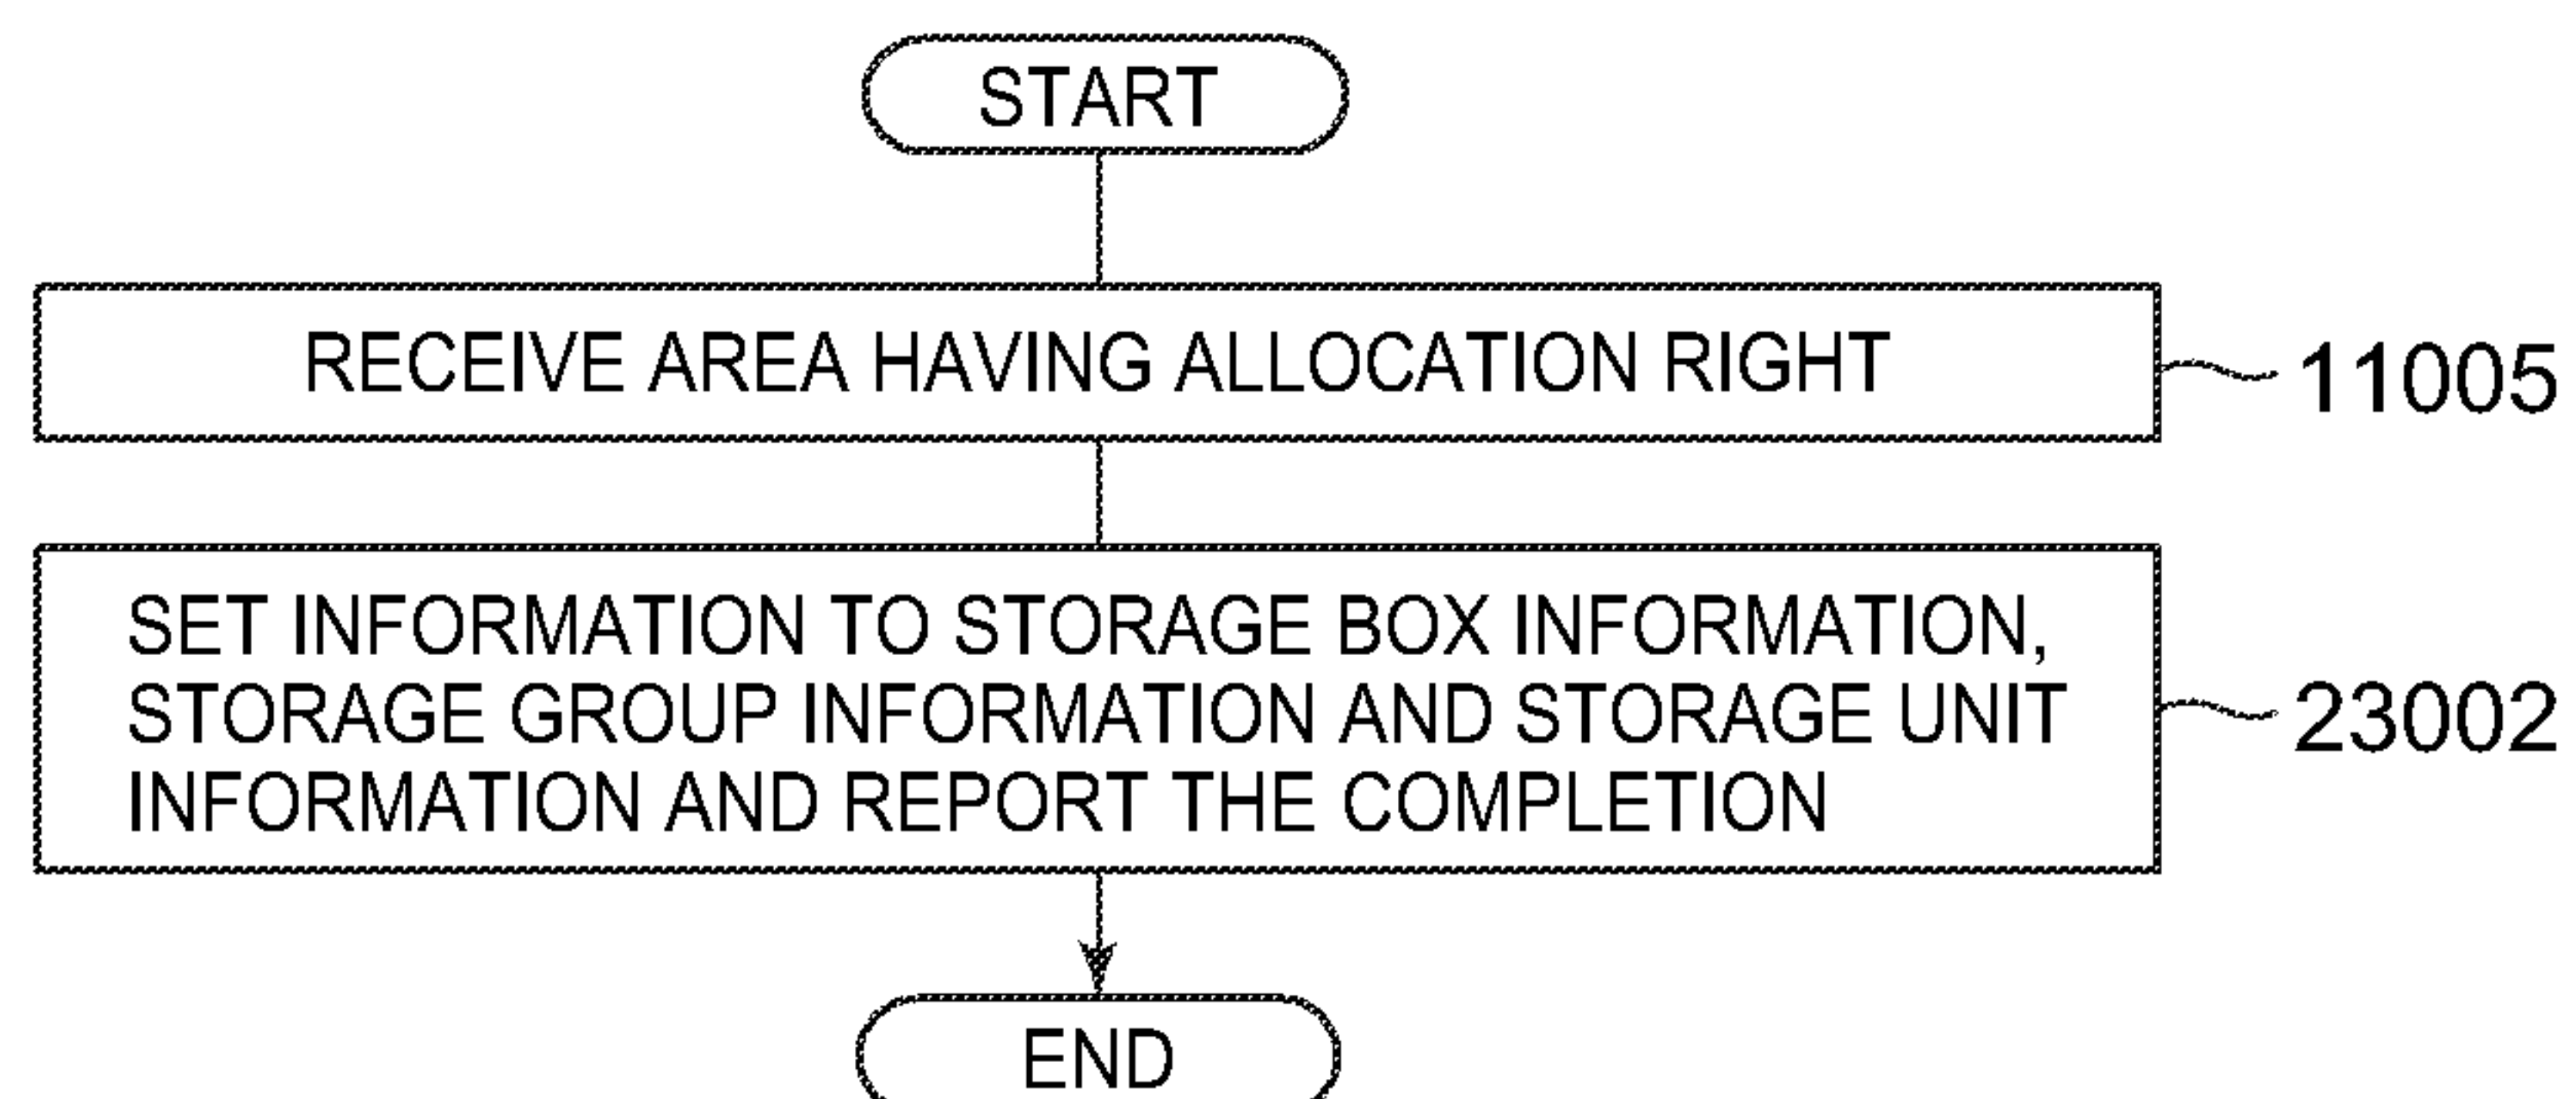 START
RECEIVE AREA HAVING ALLOCATION RIGHT
11005
SET INFORMATION TO STORAGE BOX INFORMATION,
STORAGE GROUP INFORMATION AND STORAGE UNIT
INFORMATION AND REPORT THE COMPLETION
23002
END